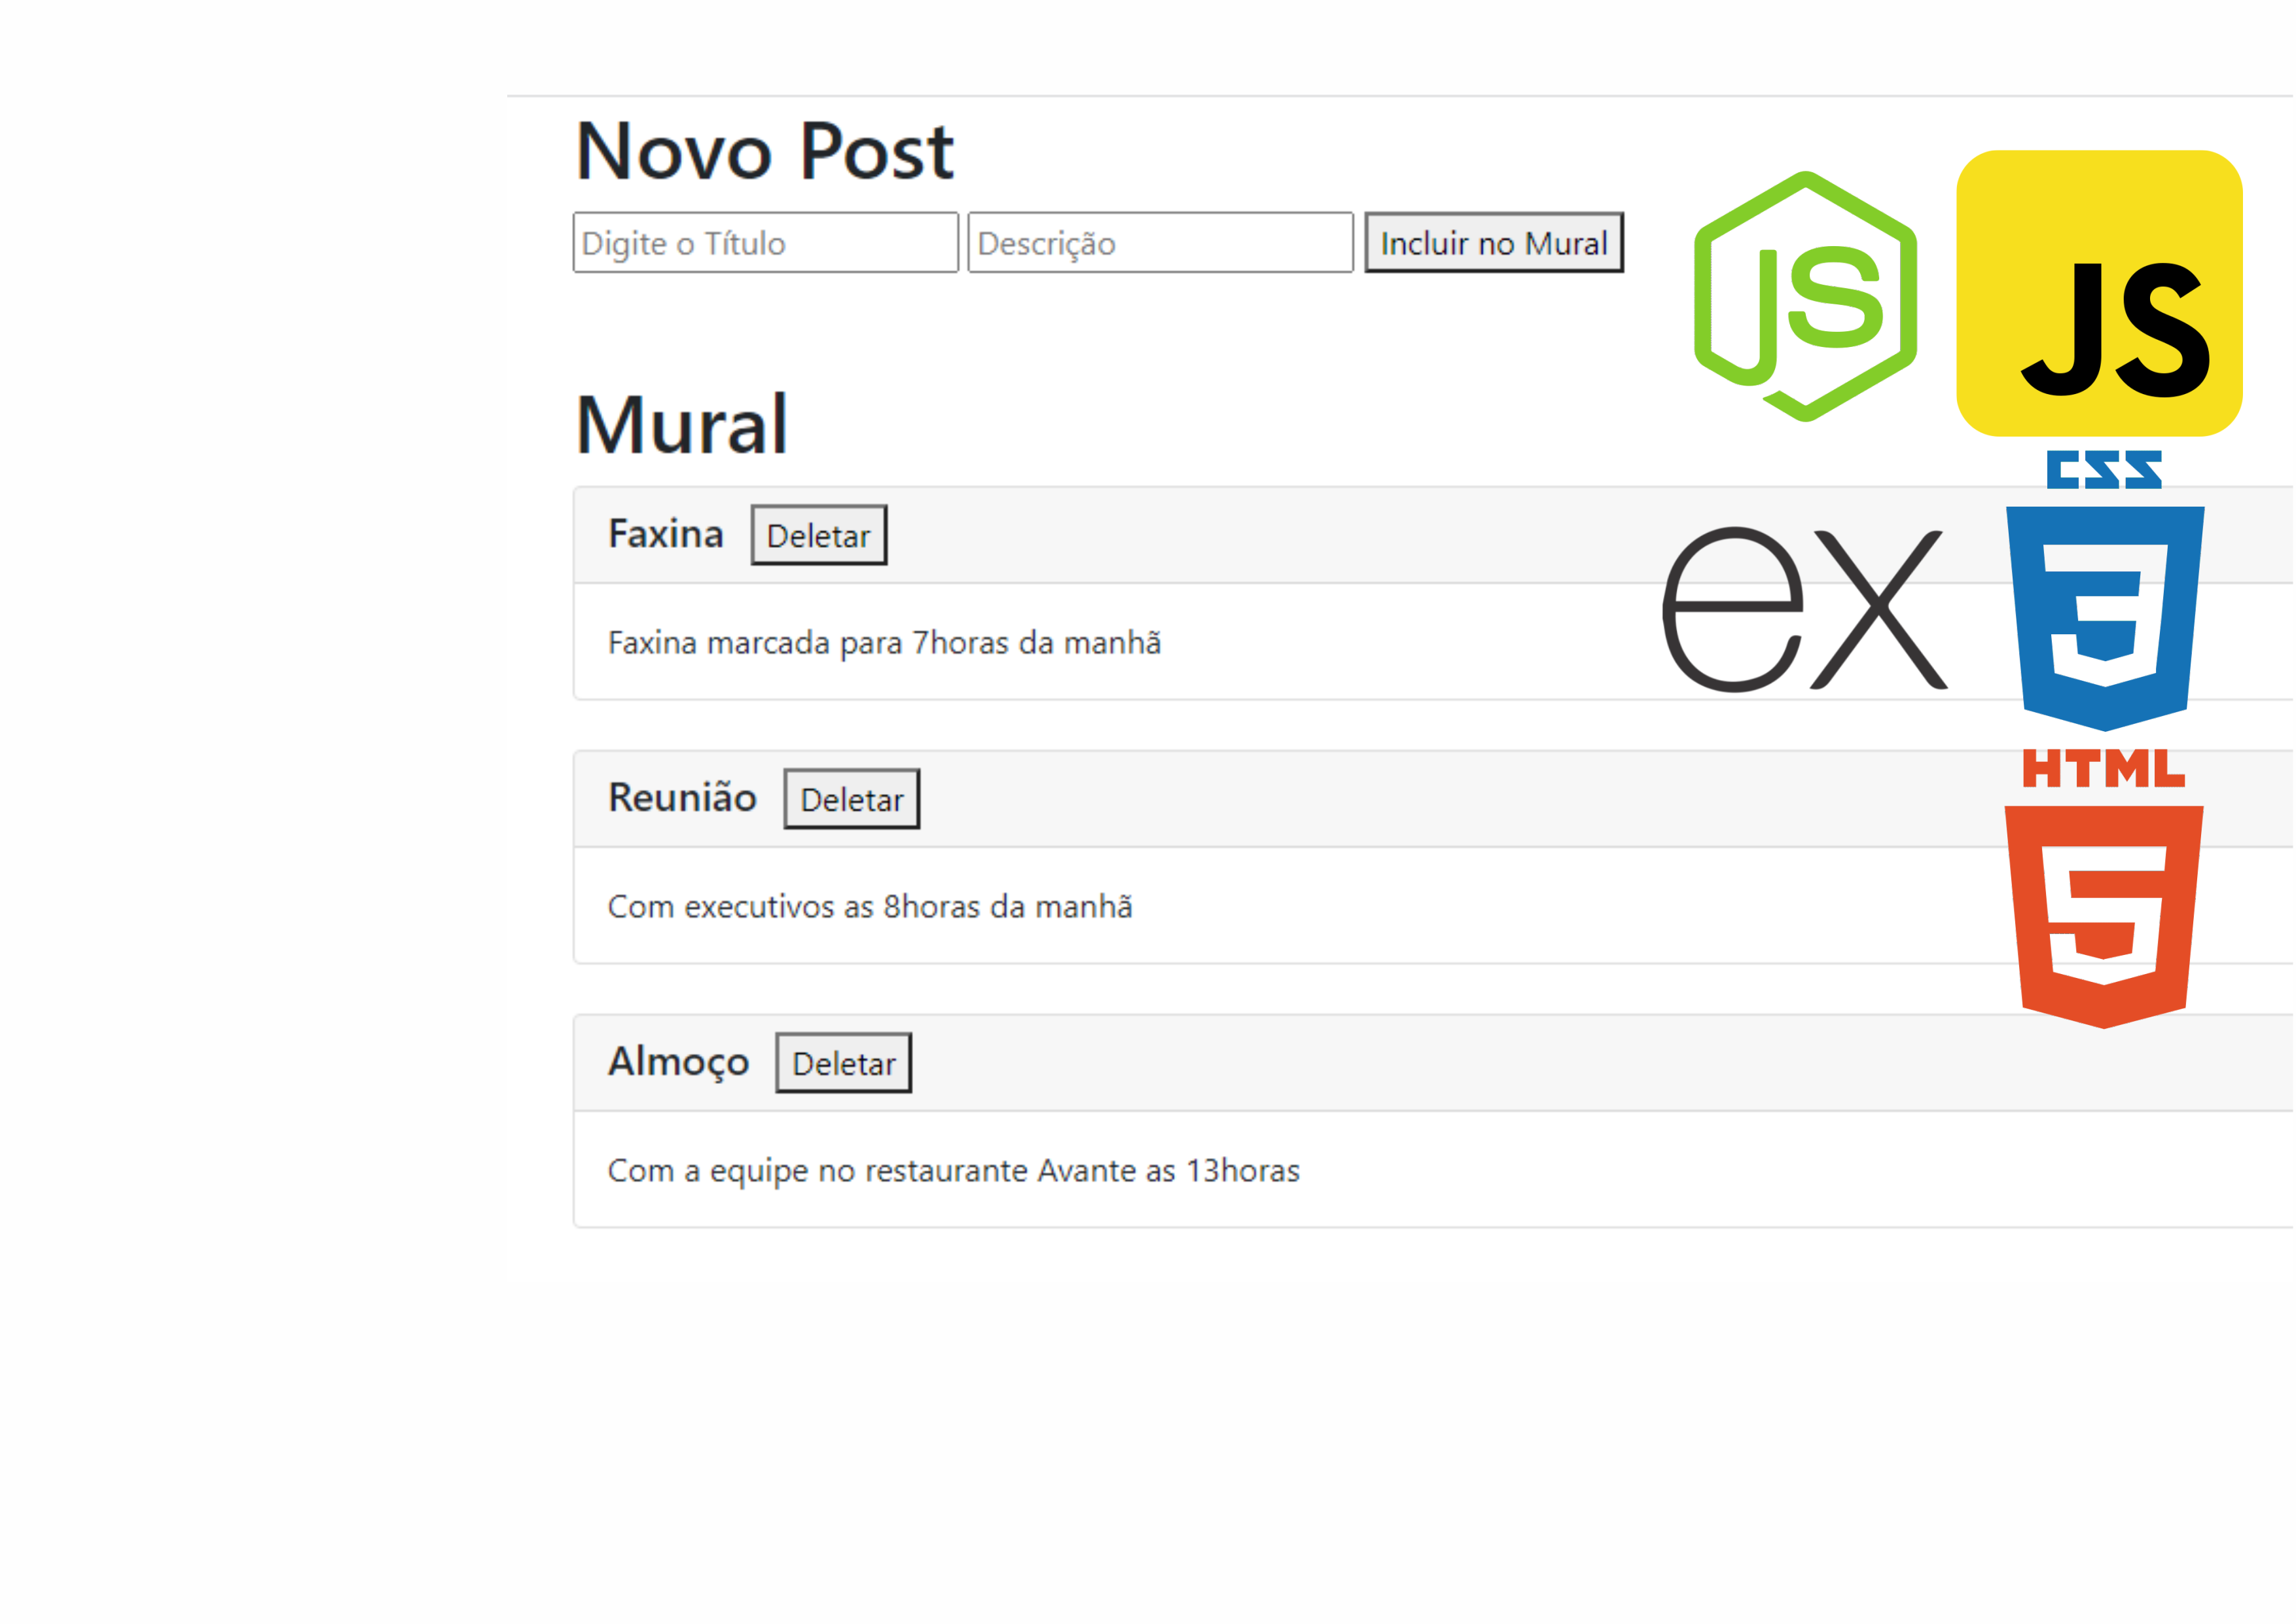 Novo Post
Digite o Título Descrição Incluir no Mural
JS JS
Mural
CSS
Faxina Deletar
ex
3
Faxina marcada para 7horas da manhã
HTML
Reunião Deletar
5
Com executivos as 8horas da manhã
Almoço Deletar
Com a equipe no restaurante Avante as 13horas